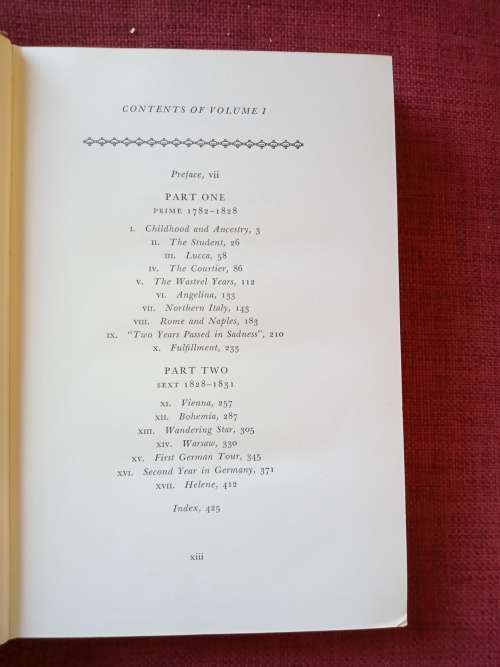 CONTENTS OF VOLUME I
Preface, vii
PART ONE
PRIME 1782–1828
I. Childhood and Ancestry, 3
II. The Student, 26
III. Lucca, 58
IV. The Courtier, 86
V. The Wastrel Years, 112
VI. Angelina, 133
VII. Northern Italy, 143
VIII. Rome and Naples, 183
IX. "Two Years Passed in Sadness", 210
X. Fulfillment, 235
PART TWO
SEXT 1828–1831
XI. Vienna, 257
XII. Bohemia, 287
XIII. Wandering Star, 305
XIV. Warsaw, 330
XV. First German Tour, 345
XVI. Second Year in Germany, 371
XVII. Helene, 412
Index, 425
xiii